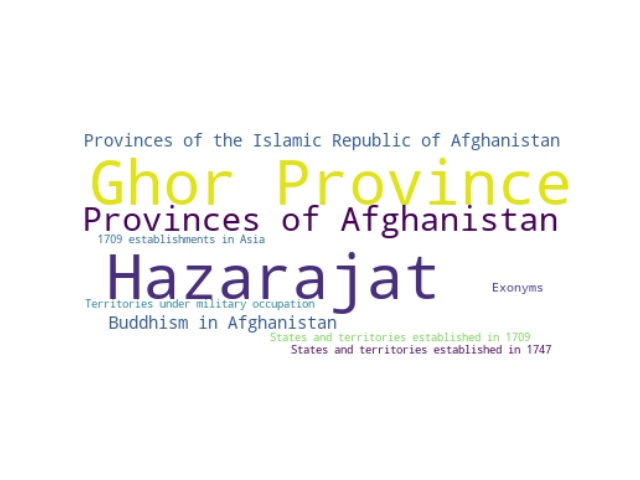 Provinces of the Islamic Republic of Afghanistan
Ghor Province
Provinces of Afghanistan
1709 establishments in Asia
Hazarajat
Exonyms
Territories under military occupation
Buddhism in Afghanistan
States and territories established in 1709
States and territories established in 1747